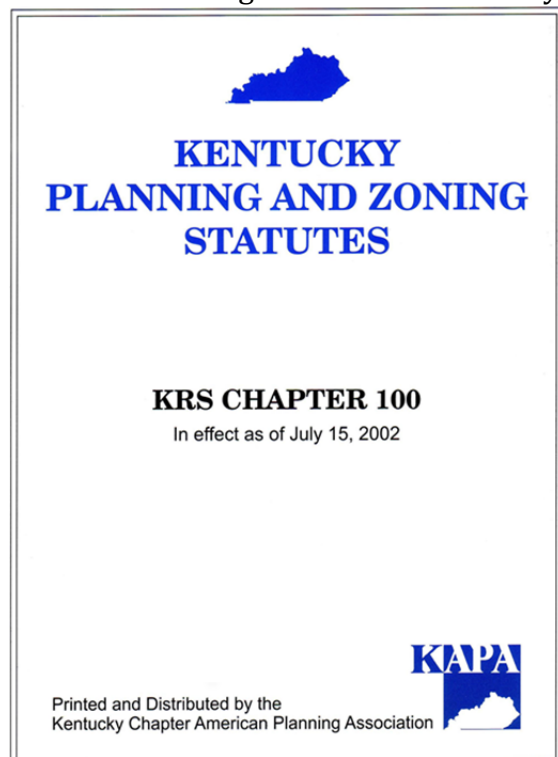 KENTUCKY
PLANNING AND ZONING
STATUTES
KRS CHAPTER 100
In effect as of July 15, 2002
KAPA
Printed and Distributed by the
Kentucky Chapter American Planning Association